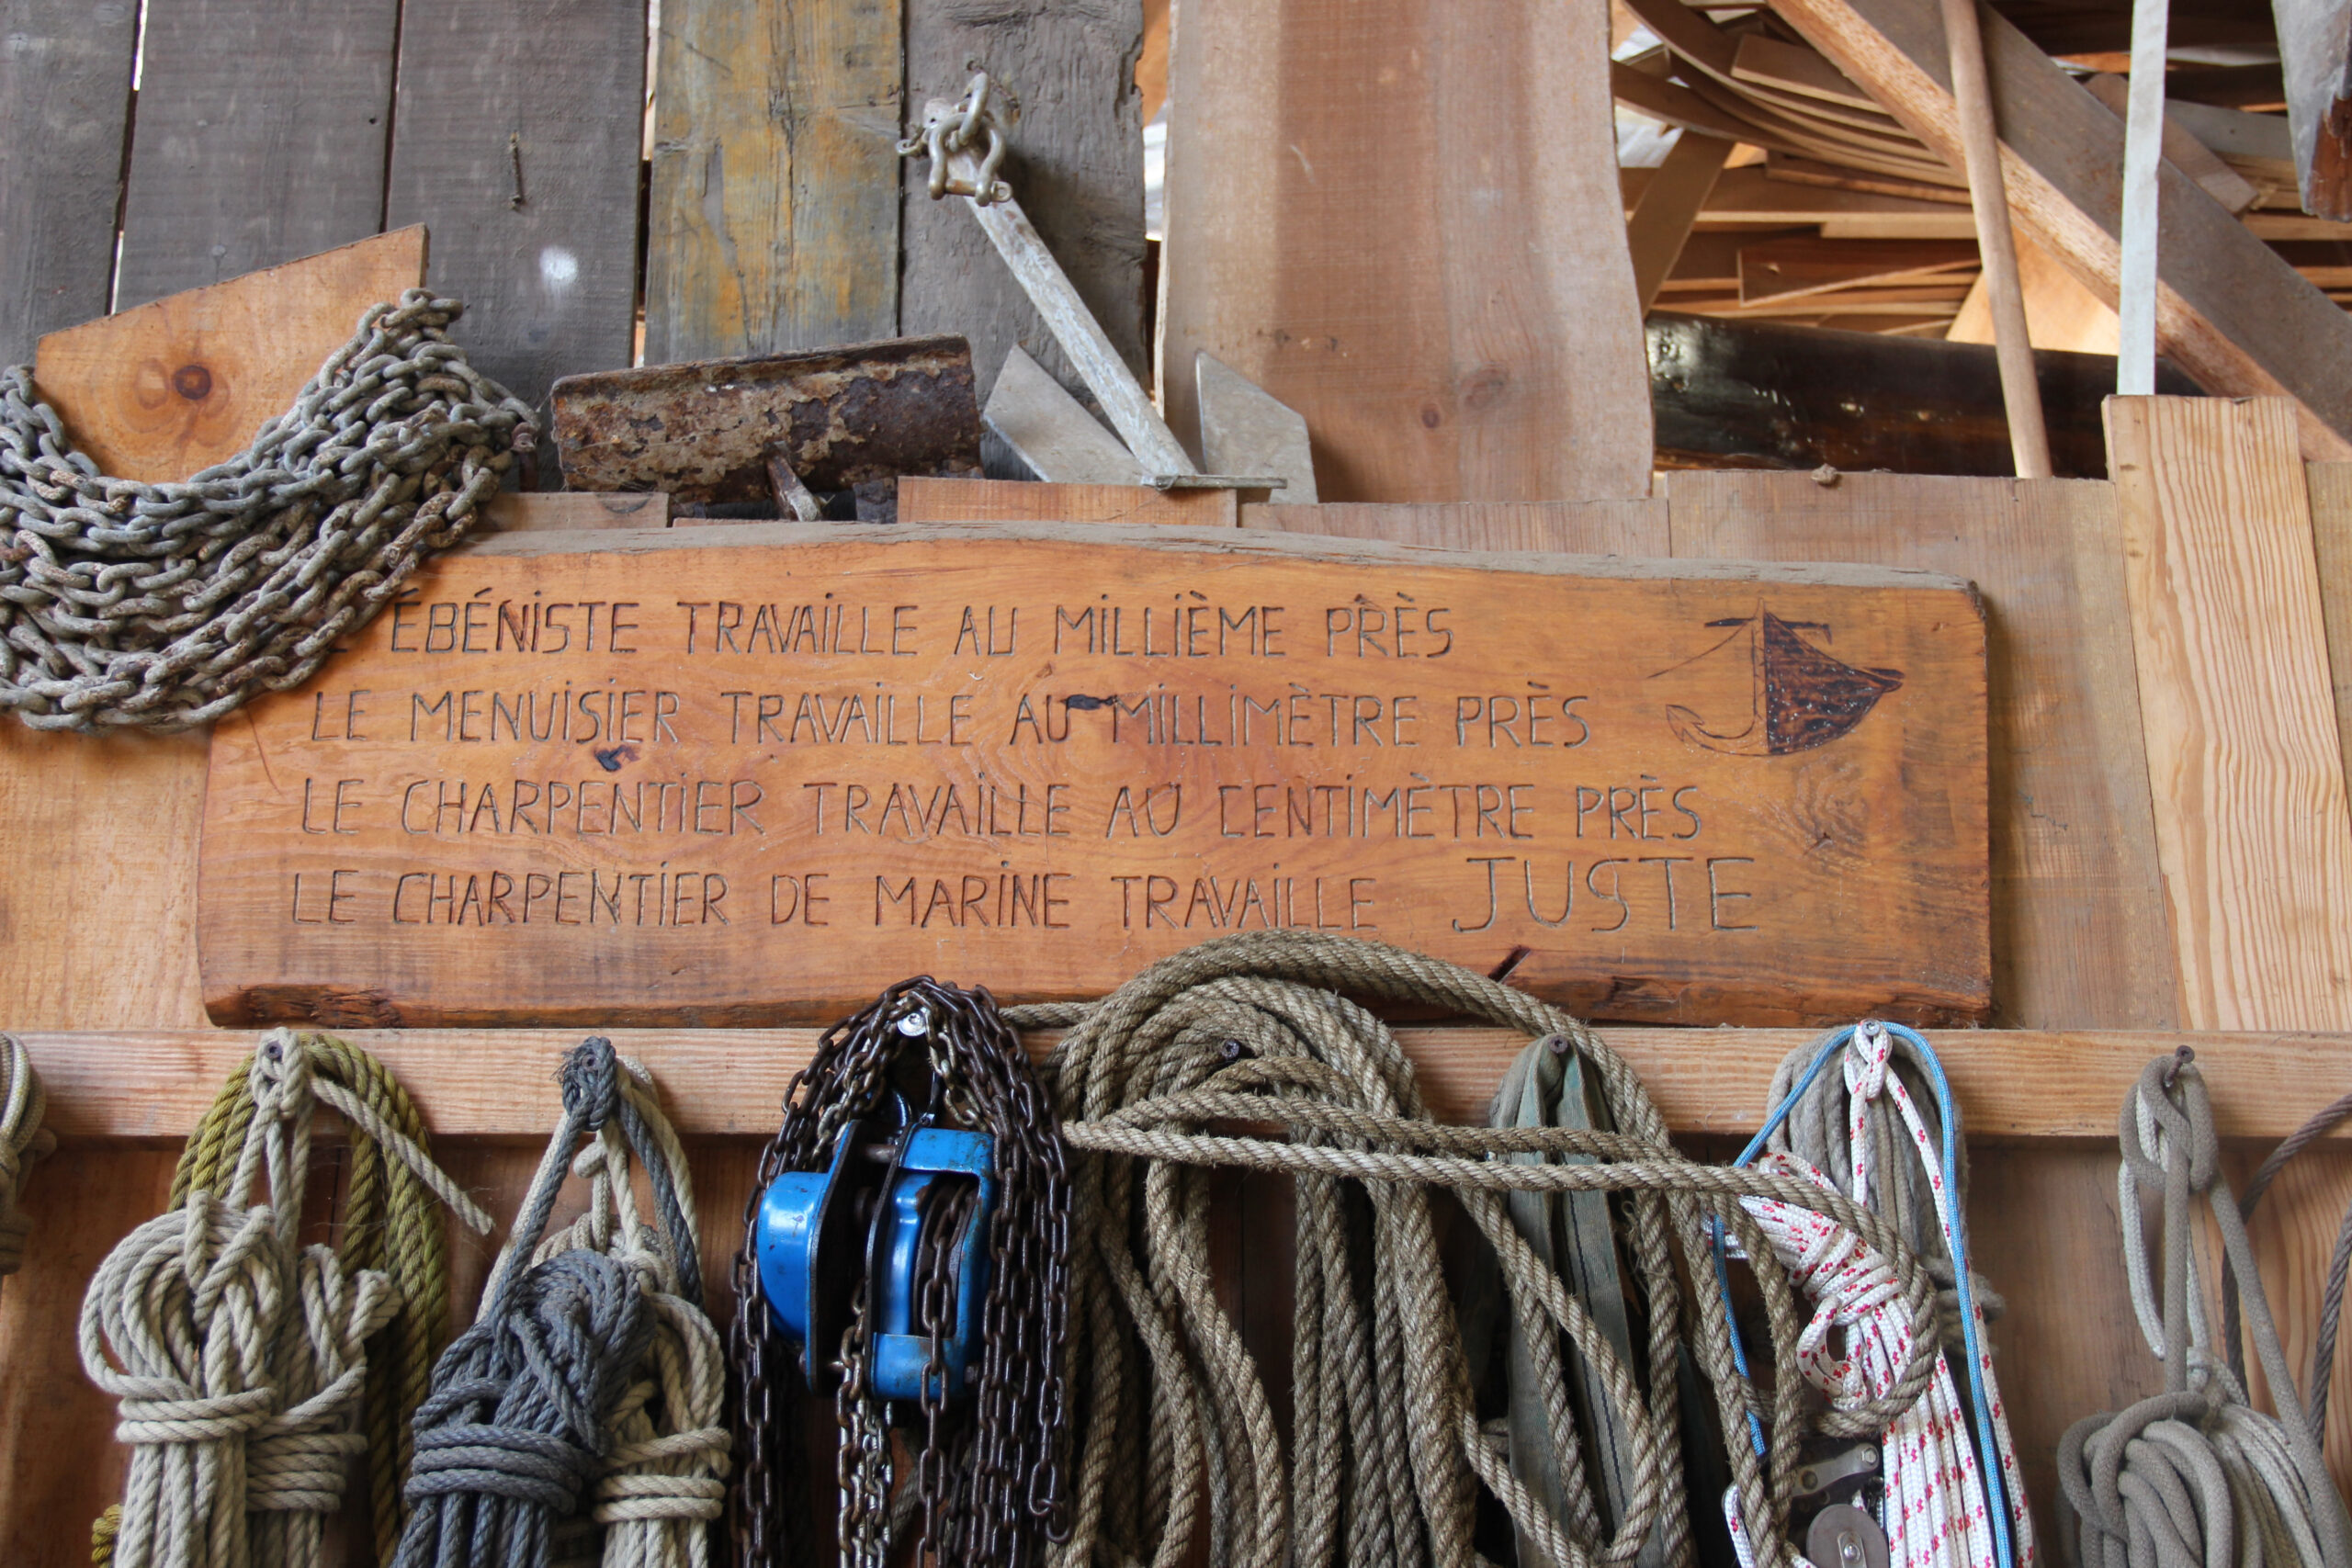 L'ÉBÉNISTE TRAVAILLE AU MILLIÈME PRÈS
LE MENUISIER TRAVAILLE AU MILLIMÈTRE PRÈS
LE CHARPENTIER TRAVAILLE AU CENTIMÈTRE PRÈS
LE CHARPENTIER DE MARINE TRAVAILLE JUSTE